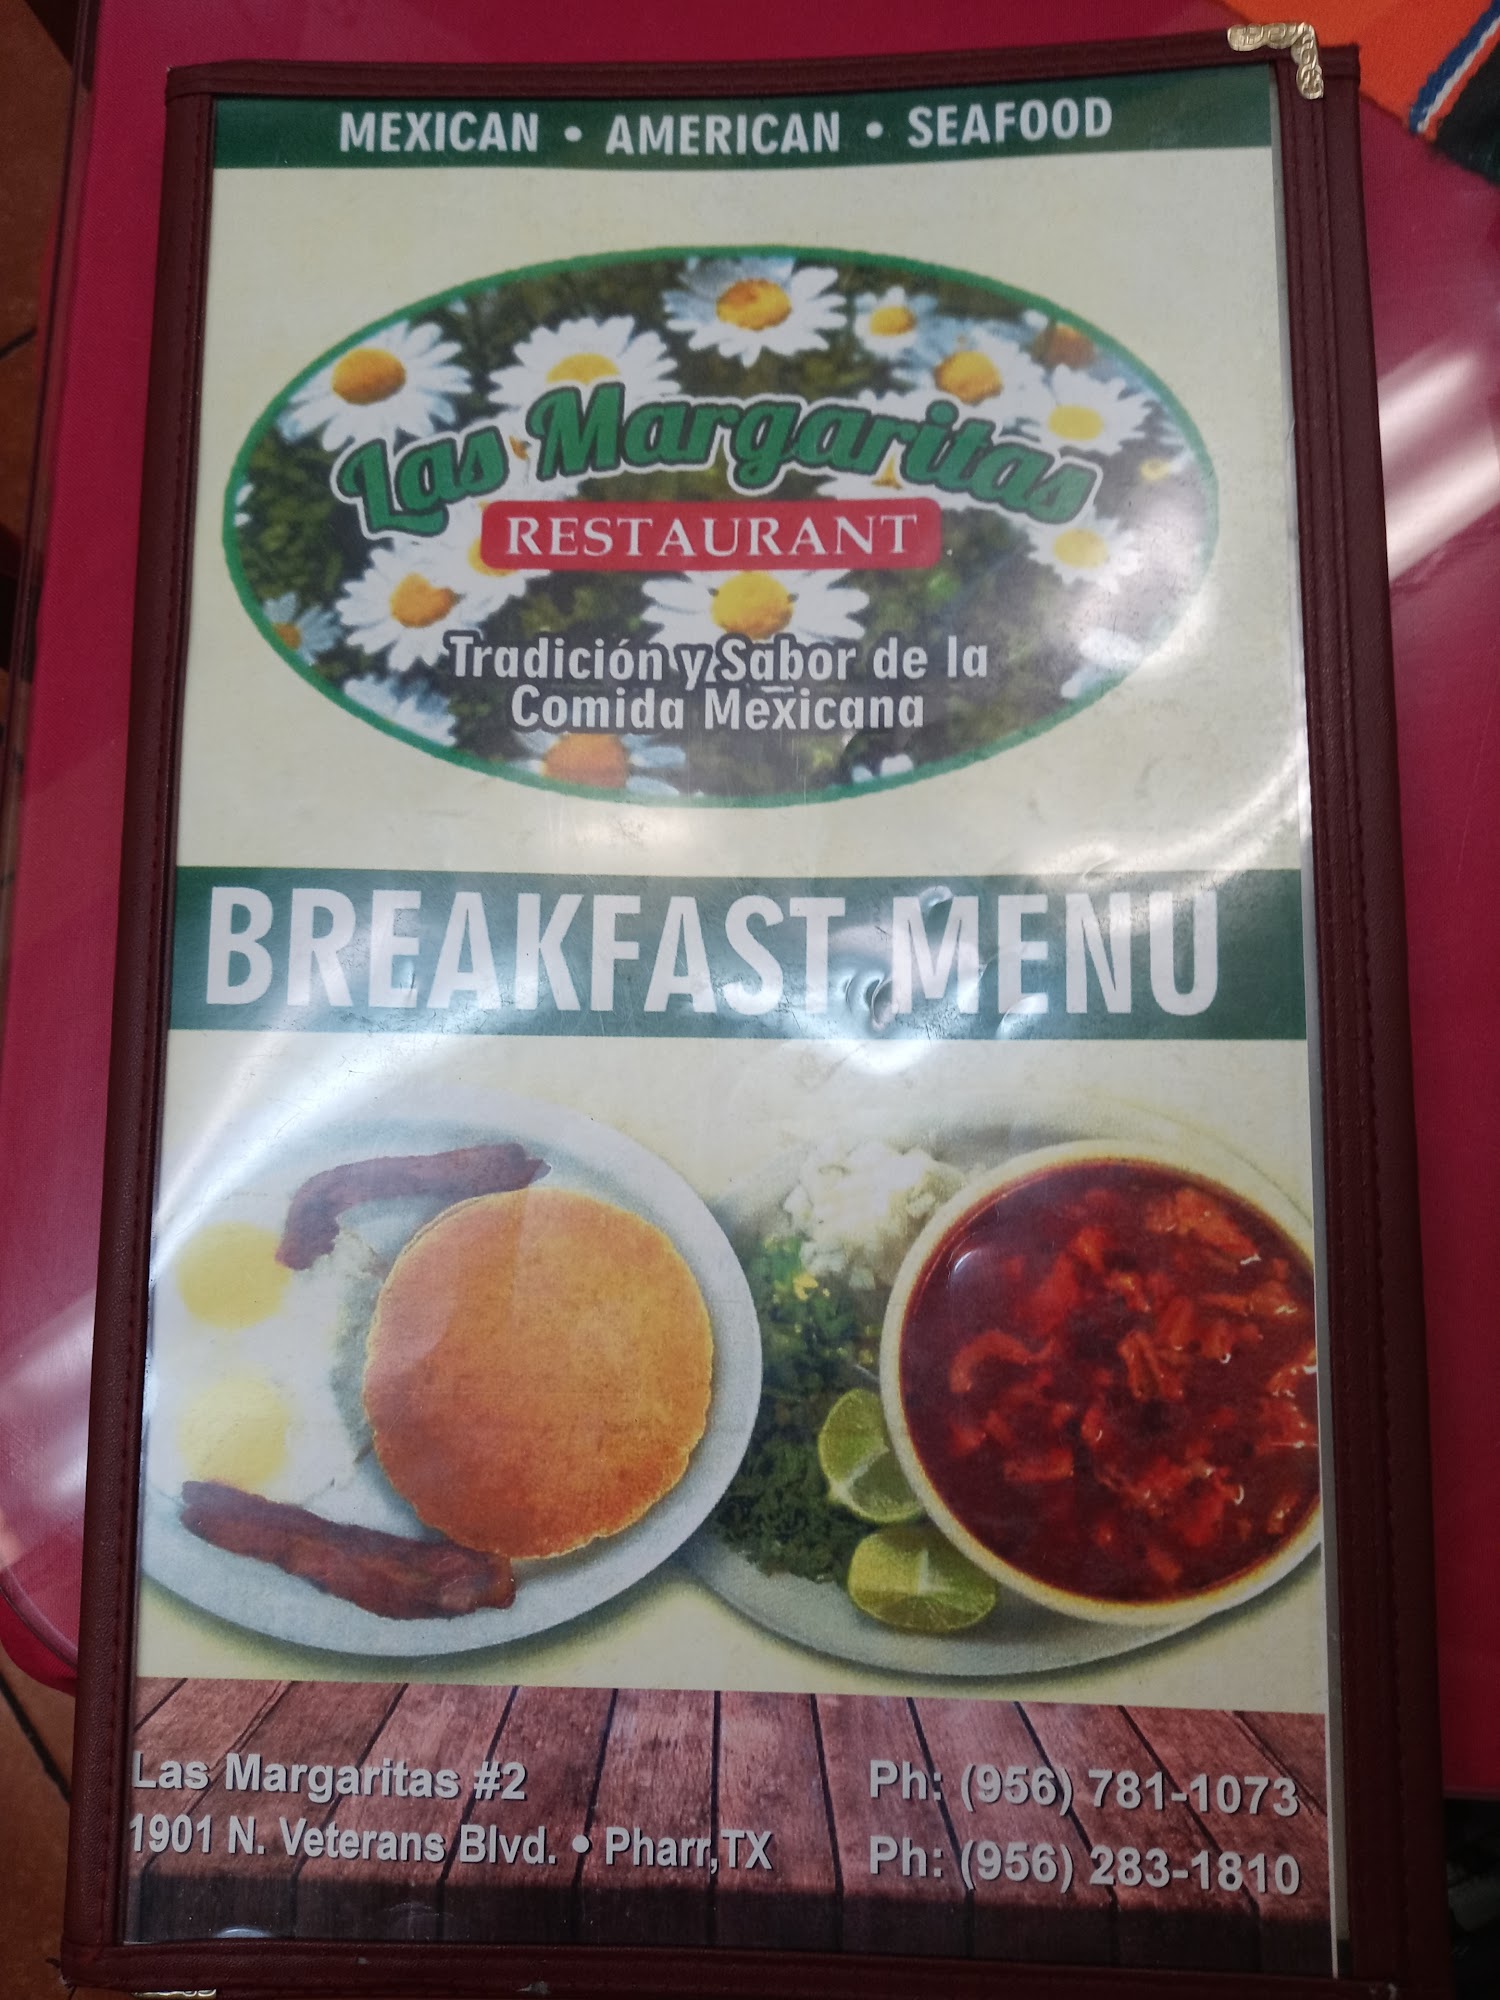 MEXICAN • AMERICAN • SEAFOOD
Las Margaritas
RESTAURANT
Tradición y Sabor de la
Comida Mexicana
BREAKFAST MENU
Las Margaritas #2
1901 N. Veterans Blvd. • Pharr,TX
Ph: (956) 781-1073
Ph: (956) 283-1810